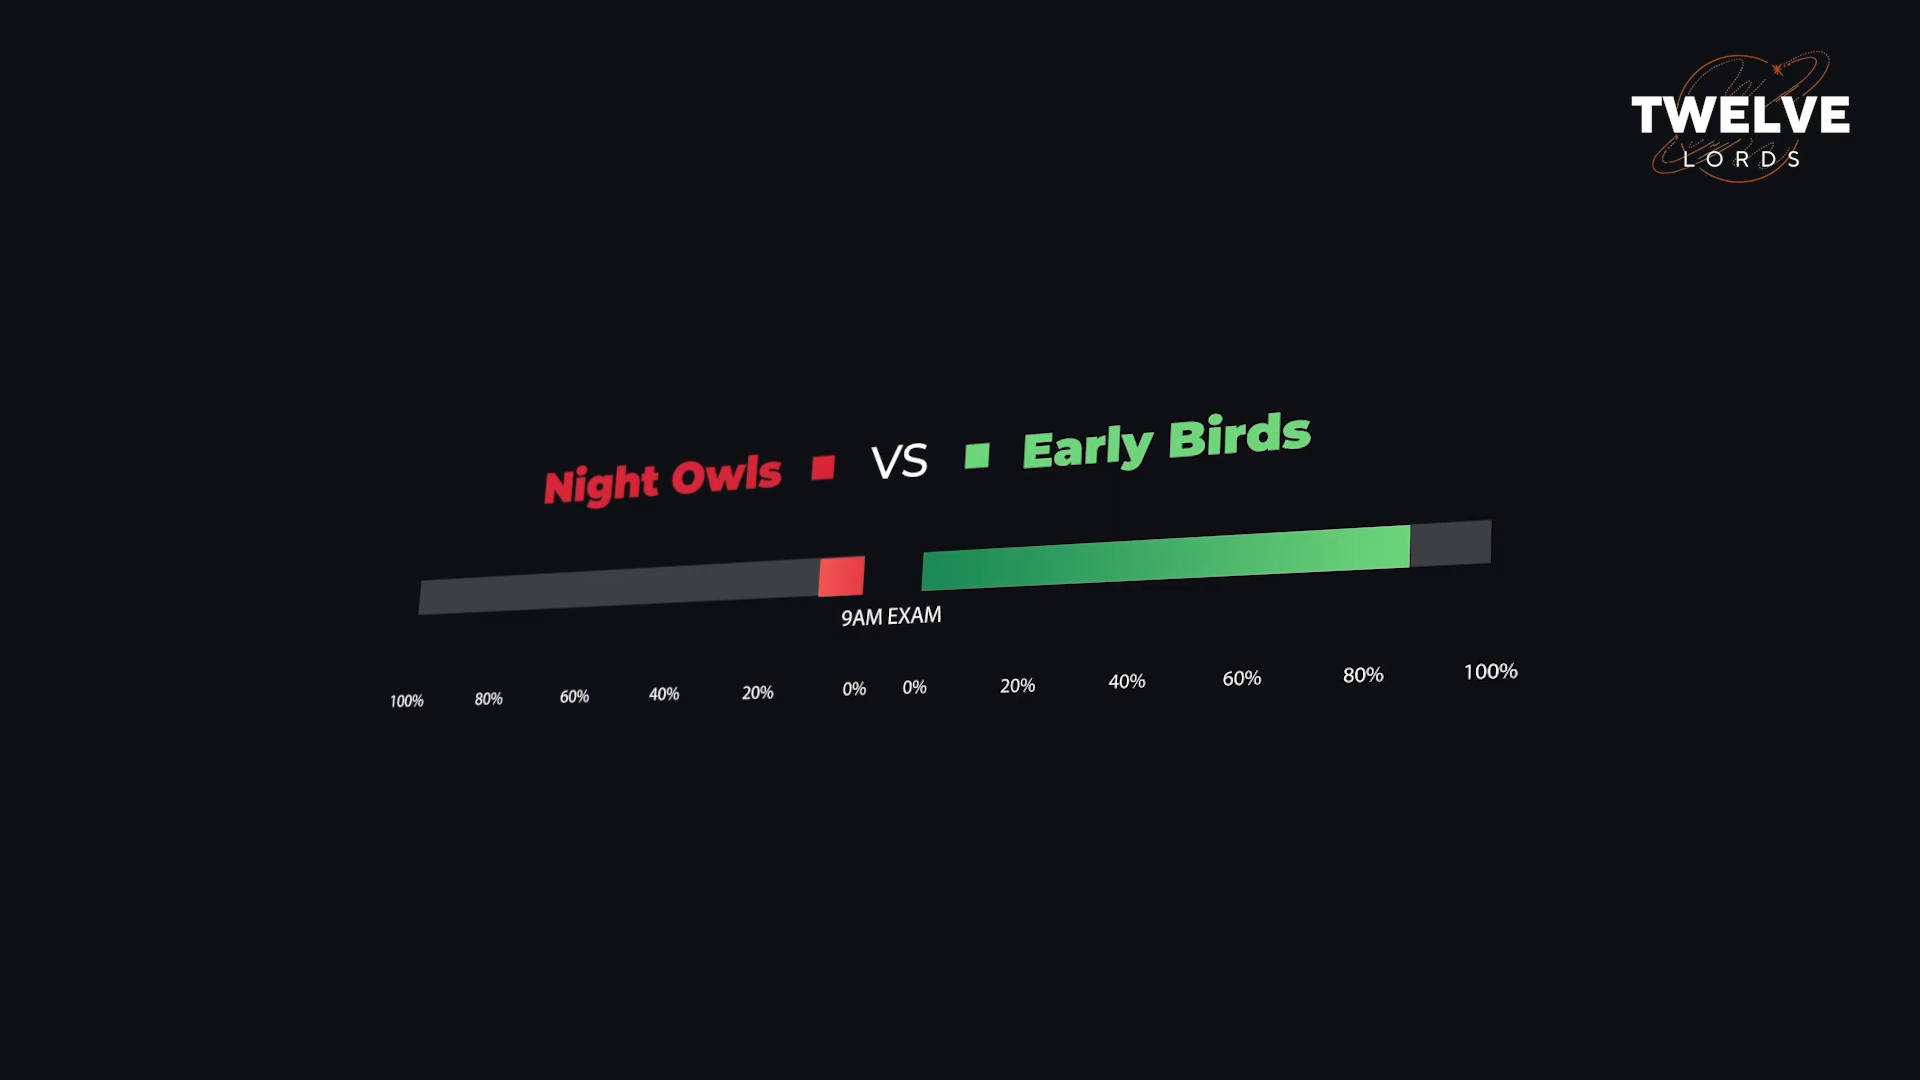 TWELVE
LORDS
Night Owls VS Early Birds
9AM EXAM
100% 80% 60% 40% 20% 0% 0% 20% 40% 60% 80% 100%